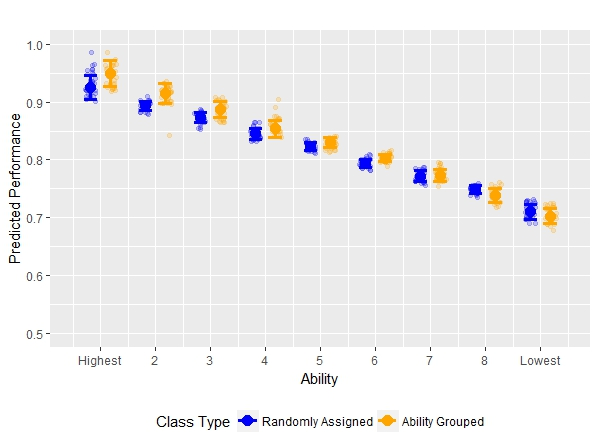 1.0
0.9
0.8
0.7
0.6
0.5
Predicted Performance
Highest 2 3 4 5 6 7 8 Lowest
Ability
Class Type Randomly Assigned Ability Grouped